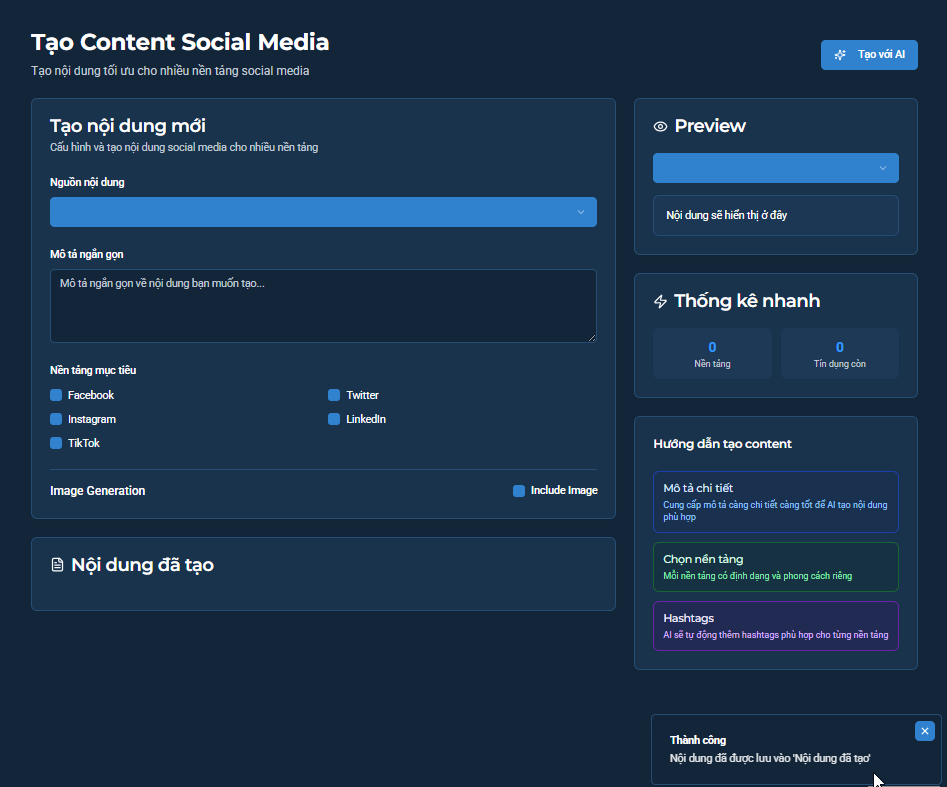 Tạo Content Social Media
Tạo nội dung tối ưu cho nhiều nền tảng social media
Tạo với AI
Tạo nội dung mới
Cấu hình và tạo nội dung social media cho nhiều nền tảng
Nguồn nội dung
Mô tả ngắn gọn
Mô tả ngắn gọn về nội dung bạn muốn tạo...
Nền tảng mục tiêu
Facebook
Twitter
Instagram
LinkedIn
TikTok
Image Generation
Include Image
Nội dung đã tạo
Preview
Nội dung sẽ hiển thị ở đây
Thống kê nhanh
0
Nền tảng
0
Tín dụng còn
Hướng dẫn tạo content
Mô tả chi tiết
Cung cấp mô tả càng chi tiết càng tốt để AI tạo nội dung
phù hợp
Chọn nền tảng
Mỗi nền tảng có định dạng và phong cách riêng
Hashtags
AI sẽ tự động thêm hashtags phù hợp cho từng nền tảng
Thành công
Nội dung đã được lưu vào 'Nội dung đã tạo'